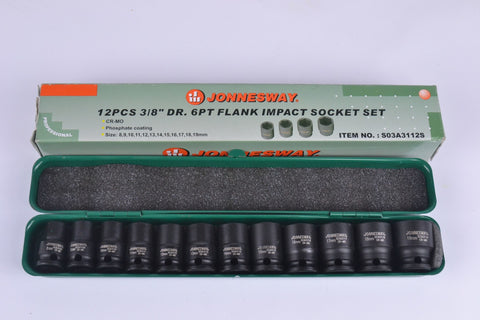 JONNESWAY
12PCS 3/8" DR. 6PT FLANK IMPACT SOCKET SET
CR-MO
Phosphate coating
Size: 8,9,10,11,12,13,14,15,16,17,18,19mm
PROFESSIONAL
ITEM NO. : S03A3112S